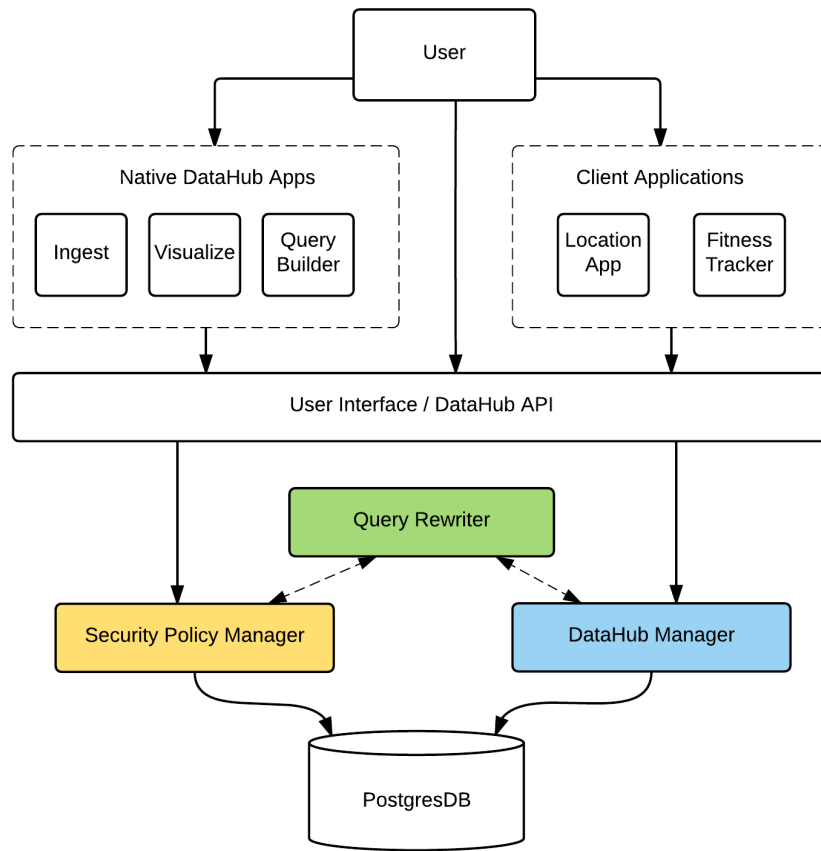 User
Native DataHub Apps
Client Applications
Ingest
Visualize
Query
Builder
Location
App
Fitness
Tracker
User Interface / DataHub API
Query Rewriter
Security Policy Manager
DataHub Manager
PostgresDB